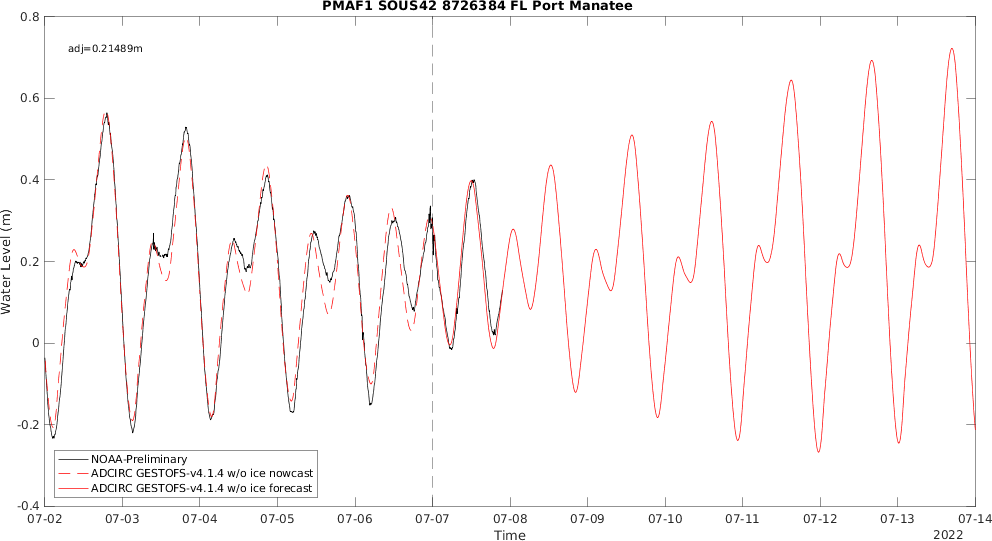 PMAF1 SOUS42 8726384 FL Port Manatee
adj=0.21489m
Water Level (m)
0.8
0.6
0.4
0.2
0
-0.2
-0.4
NOAA-Preliminary
ADCIRC GESTOFS-v4.1.4 w/o ice nowcast
ADCIRC GESTOFS-v4.1.4 w/o ice forecast
07-02 07-03 07-04 07-05 07-06 07-07 07-08 07-09 07-10 07-11 07-12 07-13 07-14
Time
2022